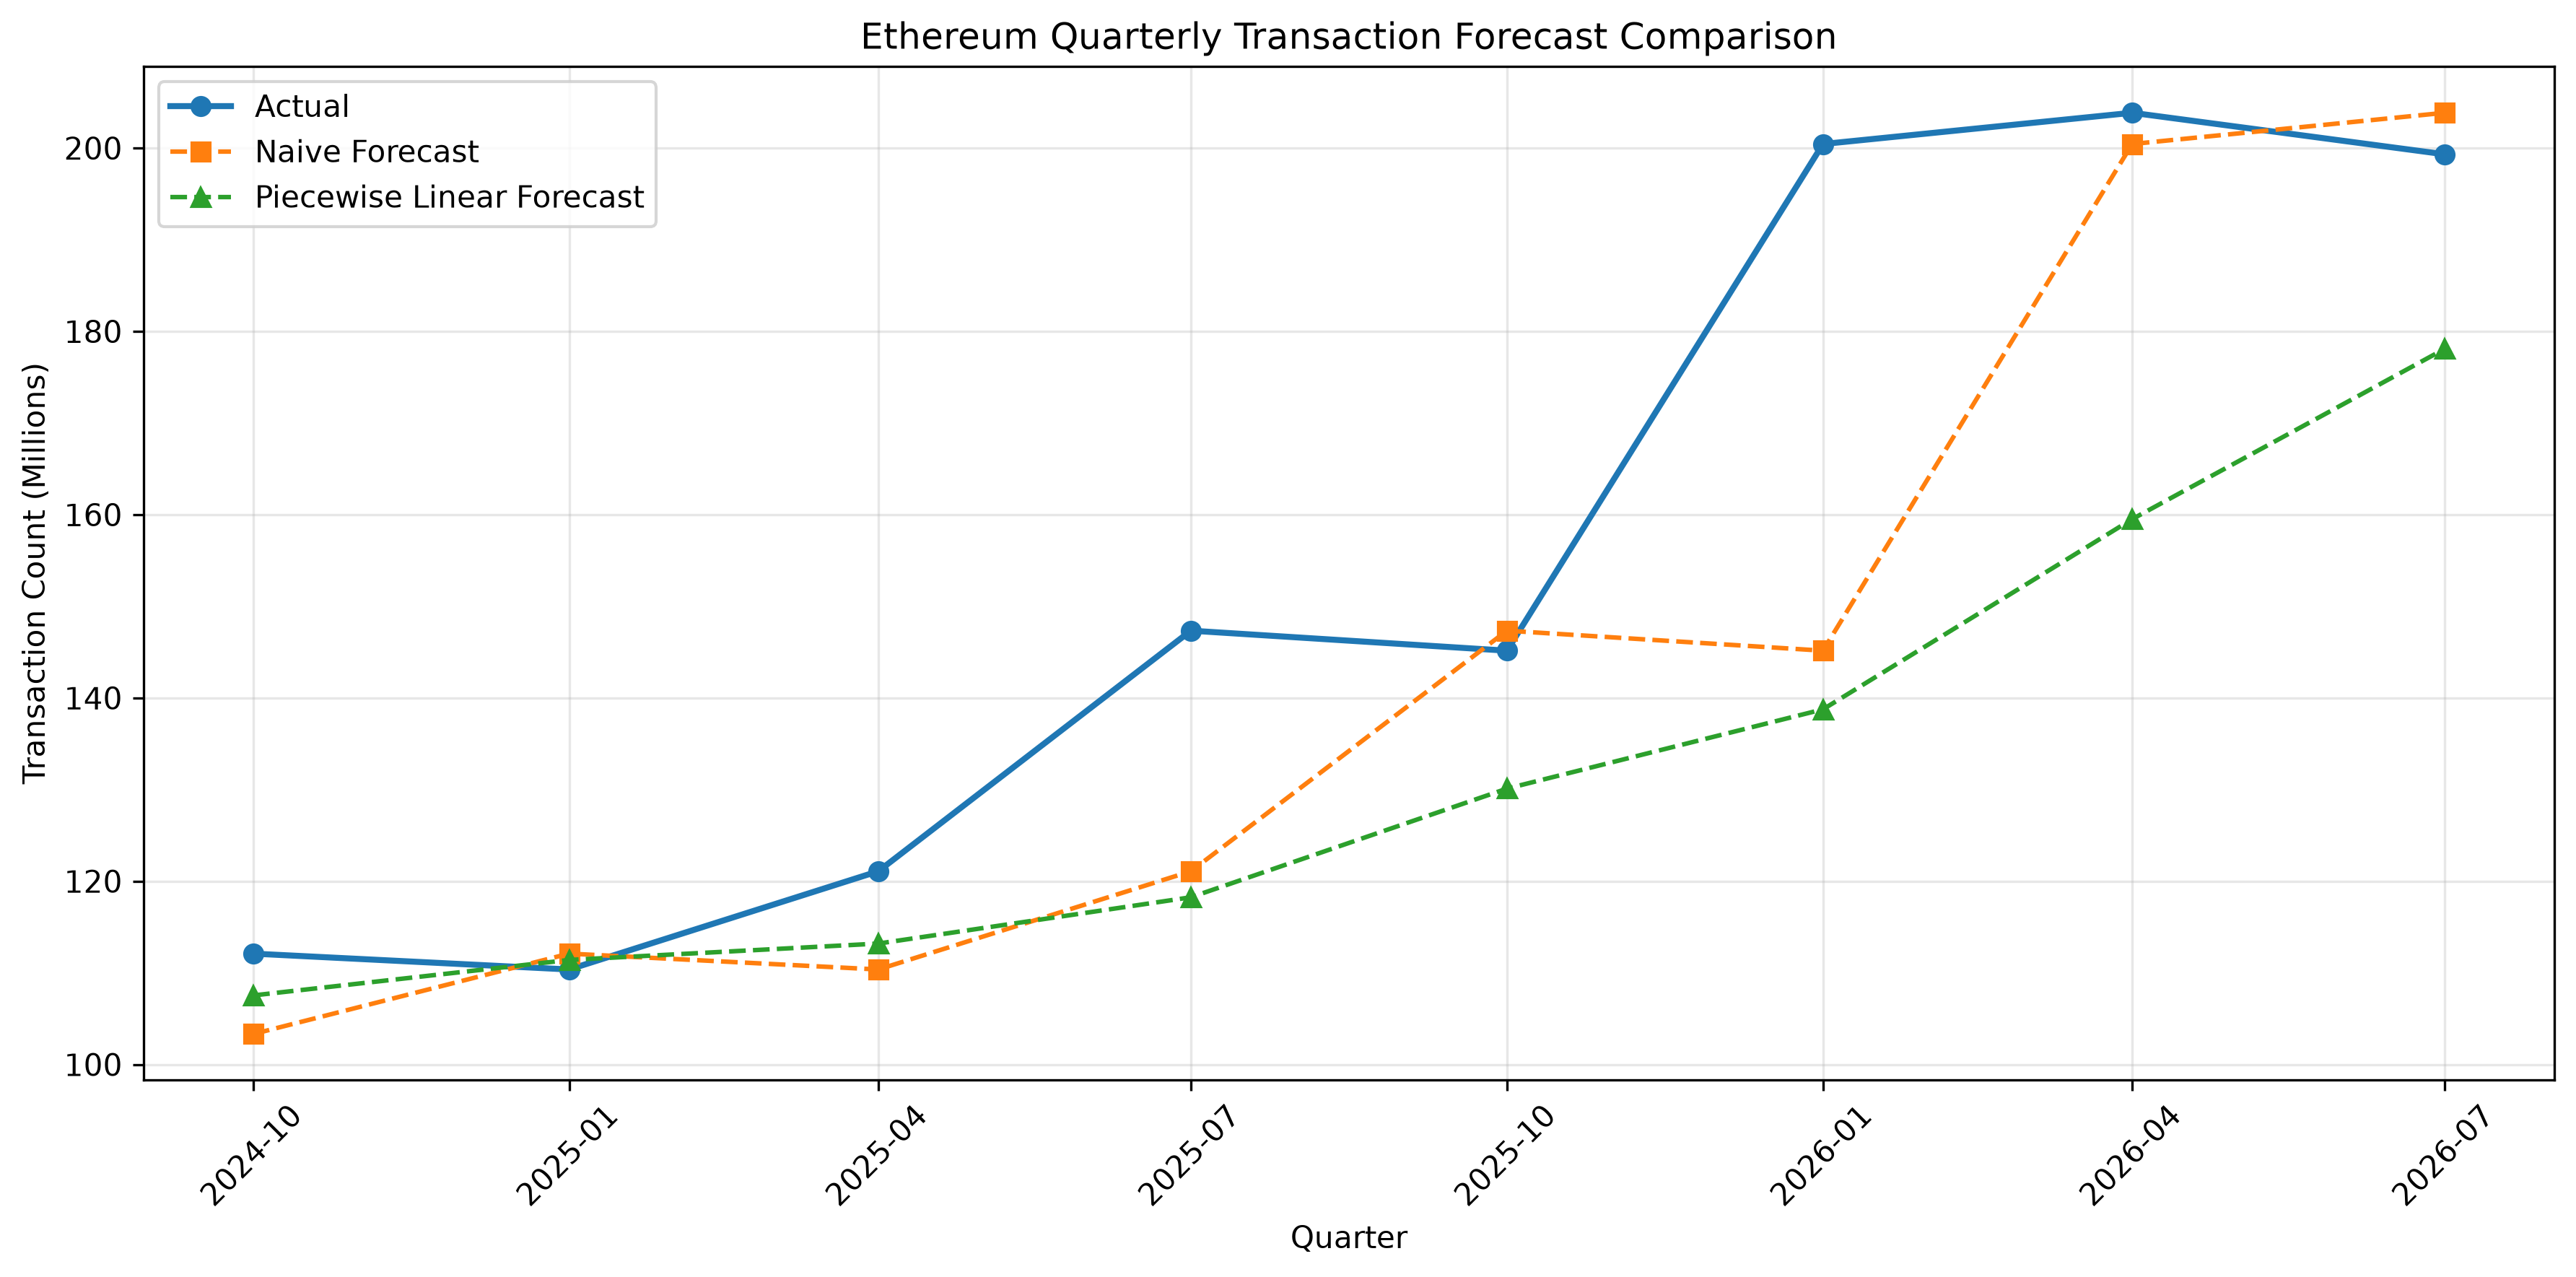 Ethereum Quarterly Transaction Forecast Comparison
Actual
Naive Forecast
Piecewise Linear Forecast
Transaction Count (Millions)
200
180
160
140
120
100
2024-10
2025-01
2025-04
2025-07
2025-10
2026-01
2026-04
2026-07
Quarter